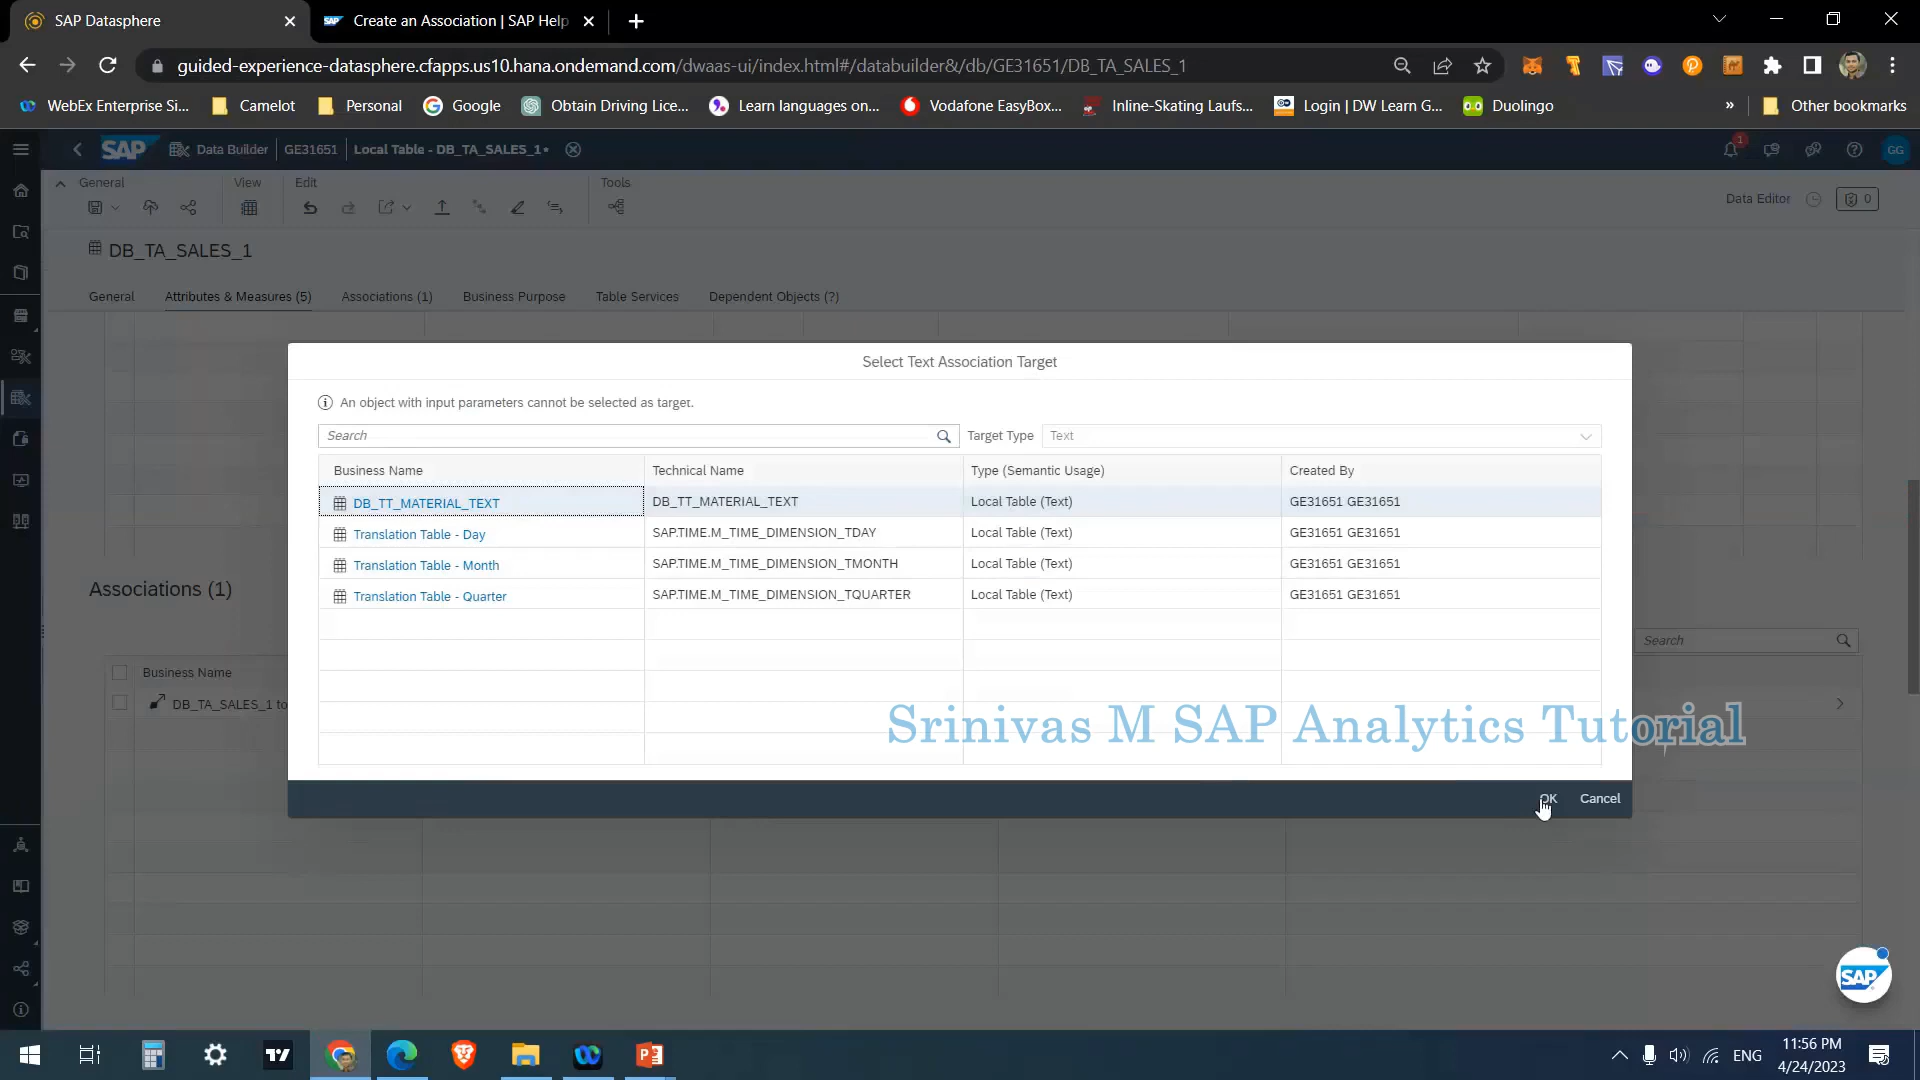 SAP Datasphere
SAP Create an Association | SAP Help
guided-experience-datasphere.cfapps.us10.hana.ondemand.com/dwaas-ui/index.html#/databuilder&/db/GE31651/DB_TA_SALES_1
WebEx Enterprise Si... Camelot Personal Google Obtain Driving Lice... Learn languages on... Vodafone EasyBox... Inline-Skating Laufs... Login | DW Learn G... Duolingo » Other bookmarks
SAP Data Builder GE31651 Local Table - DB_TA_SALES_1* 1 GG
General View Edit Tools
Data Editor 0
DB_TA_SALES_1
General Attributes & Measures (5) Associations (1) Business Purpose Table Services Dependent Objects (?)
Select Text Association Target
An object with input parameters cannot be selected as target.
Search Target Type Text
Business Name Technical Name Type (Semantic Usage) Created By
DB_TT_MATERIAL_TEXT DB_TT_MATERIAL_TEXT Local Table (Text) GE31651 GE31651
Translation Table - Day SAP.TIME.M_TIME_DIMENSION_TDAY Local Table (Text) GE31651 GE31651
Translation Table - Month SAP.TIME.M_TIME_DIMENSION_TMONTH Local Table (Text) GE31651 GE31651
Translation Table - Quarter SAP.TIME.M_TIME_DIMENSION_TQUARTER Local Table (Text) GE31651 GE31651
Associations (1)
Search
Business Name
DB_TA_SALES_1 to
Srinivas M SAP Analytics Tutorial
OK Cancel
SAP
ENG
11:56 PM
4/24/2023